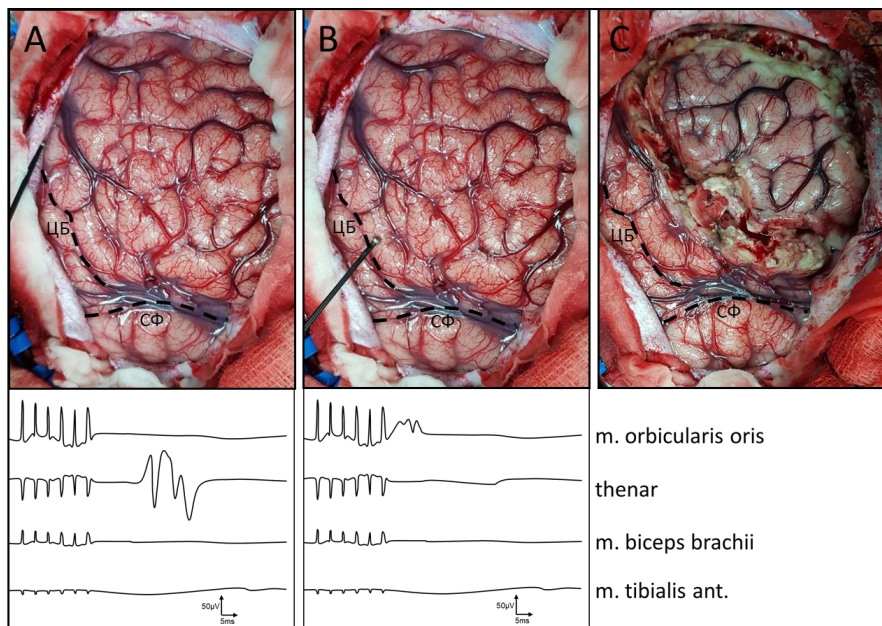 A
B
C
ЦБ
ЦБ
ЦБ
СФ
СФ
СФ
m. orbicularis oris
thenar
m. biceps brachii
m. tibialis ant.
50μV
5ms
50μV
5ms